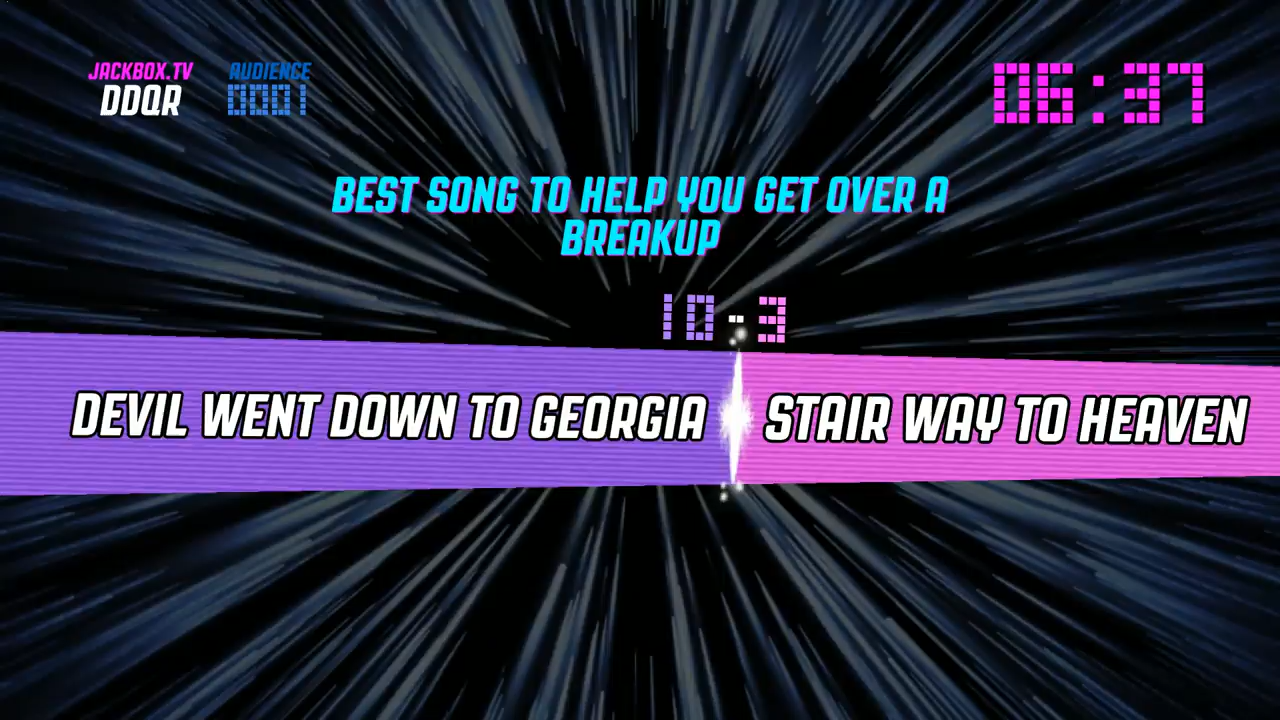 JACKBOX.TV
DDQR
AUDIENCE
0001
06:37
BEST SONG TO HELP YOU GET OVER A
BREAKUP
10-3
DEVIL WENT DOWN TO GEORGIA
STAIR WAY TO HEAVEN